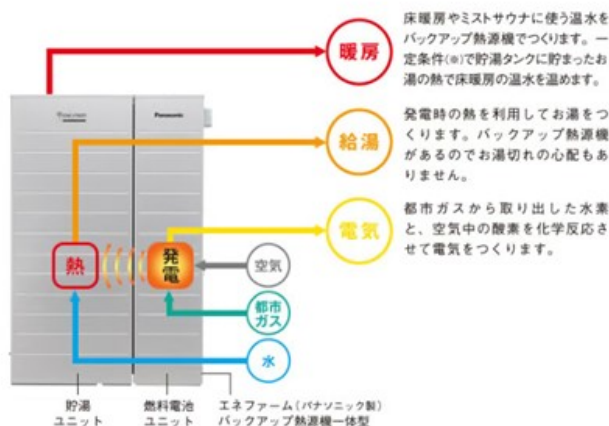 床暖房やミストサウナに使う温水を
バックアップ熱源機でつくります。一
定条件(※)で貯湯タンクに貯まったお
湯の熱で床暖房の温水を温めます。
暖房
発電時の熱を利用してお湯をつ
くります。バックアップ熱源機
があるのでお湯切れの心配もあ
りません。
給湯
都市ガスから取り出した水素
と、空気中の酸素を化学反応さ
せて電気をつくります。
電気
Panasonic
熱
発電
空気
都市
ガス
水
貯湯
ユニット
燃料電池
ユニット
エネファーム(パナソニック製)
バックアップ熱源機一体型